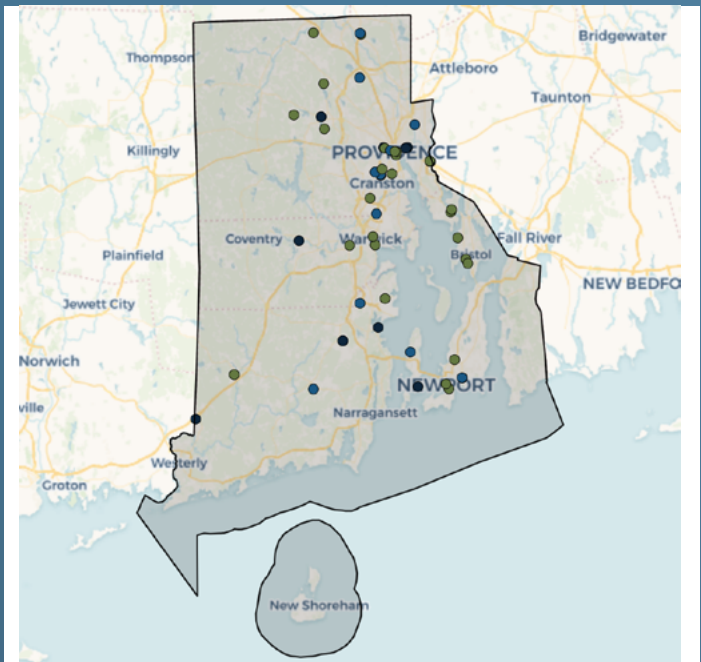 Bridgewater
Thompson
Attleboro
Taunton
Killingly
PROVIDENCE
Cranston
Coventry
Warwick
Fall River
Plainfield
Bristol
NEW BEDFO
Jewett City
Norwich
NEWPORT
ville
Narragansett
Westerly
Groton
New Shoreham